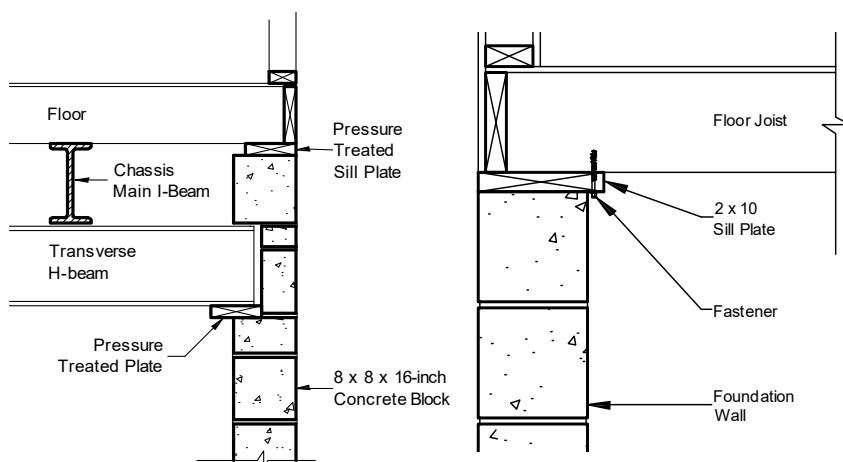 Floor
Chassis
Main I-Beam
Transverse
H-beam
Pressure
Treated Plate
Pressure
Treated
Sill Plate
8 x 8 x 16-inch
Concrete Block
Floor Joist
2 x 10
Sill Plate
Fastener
Foundation
Wall